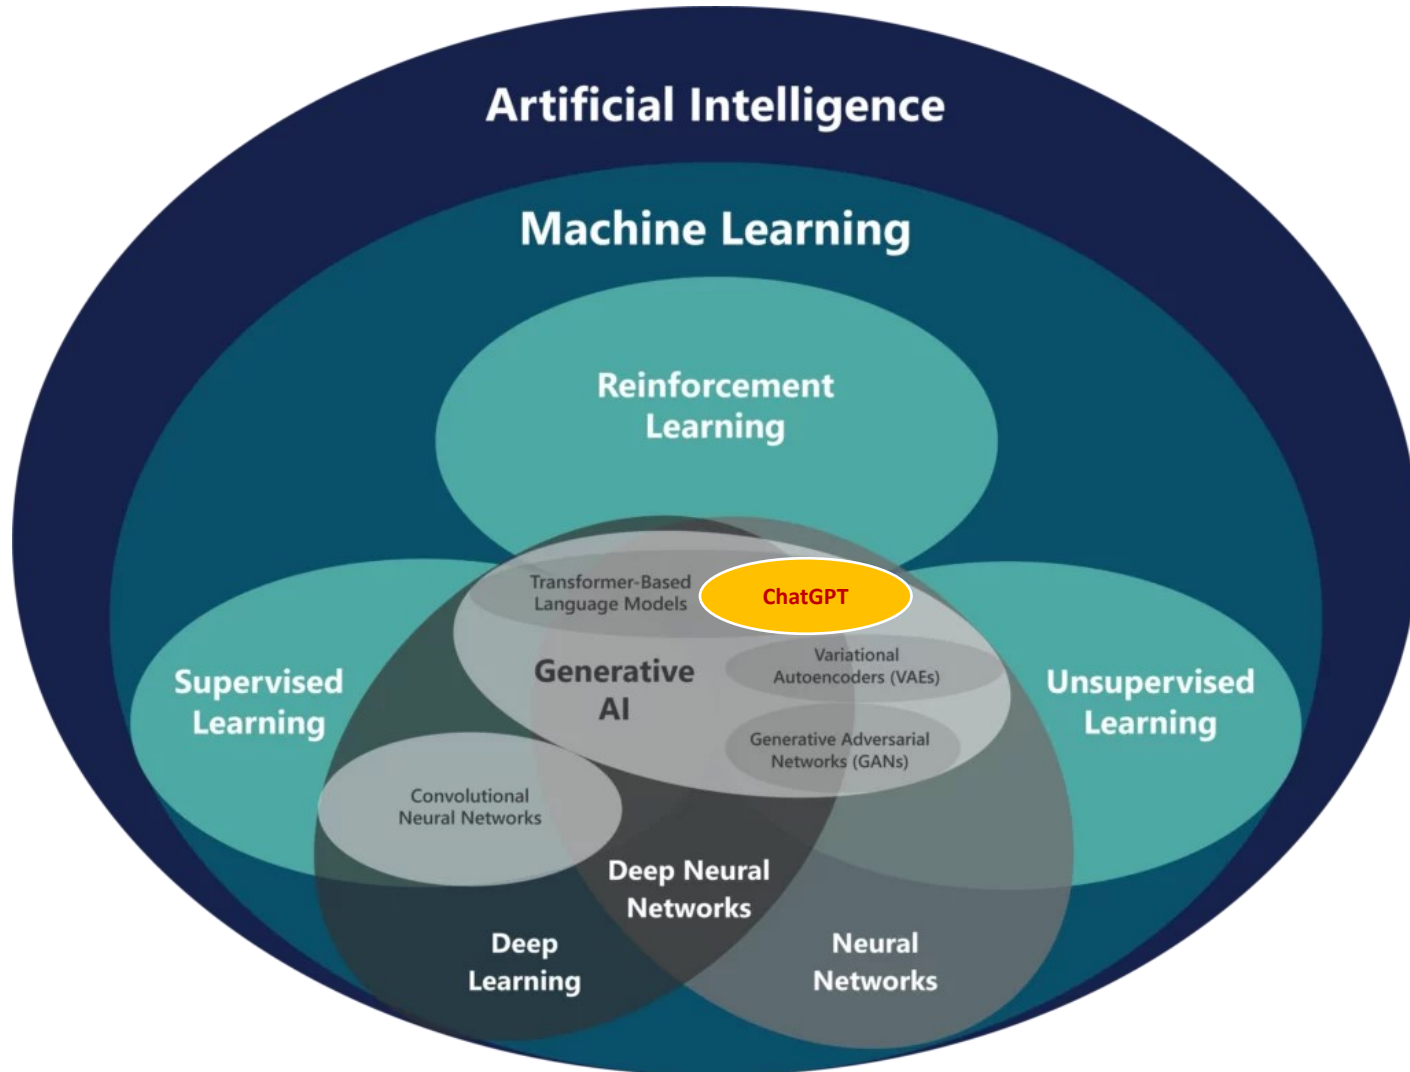 Artificial Intelligence
Machine Learning
Reinforcement
Learning
Transformer-Based
Language Models
ChatGPT
Generative
AI
Variational
Autoencoders (VAEs)
Generative Adversarial
Networks (GANs)
Supervised
Learning
Unsupervised
Learning
Convolutional
Neural Networks
Deep Neural
Networks
Deep
Learning
Neural
Networks